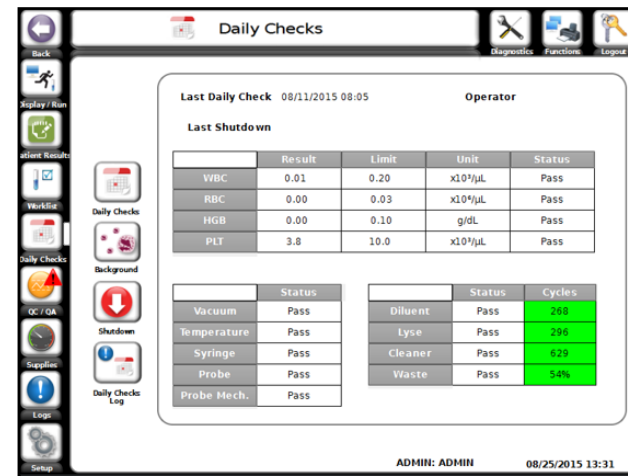 Daily Checks
Back
Diagnostics Functions Logout
Display / Run
Patient Results
Worklist
Daily Checks
QC / QA
Supplies
Logs
Setup
Daily Checks
Background
Shutdown
Daily Checks
Log
Last Daily Check 08/11/2015 08:05 Operator
Last Shutdown
Result Limit Unit Status
WBC 0.01 0.20 x10³/µL Pass
RBC 0.00 0.03 x10⁶/µL Pass
HGB 0.00 0.10 g/dL Pass
PLT 3.8 10.0 x10³/µL Pass
Status
Vacuum Pass
Temperature Pass
Syringe Pass
Probe Pass
Probe Mech. Pass
Status Cycles
Diluent Pass 268
Lyse Pass 296
Cleaner Pass 629
Waste Pass 54%
ADMIN: ADMIN 08/25/2015 13:31